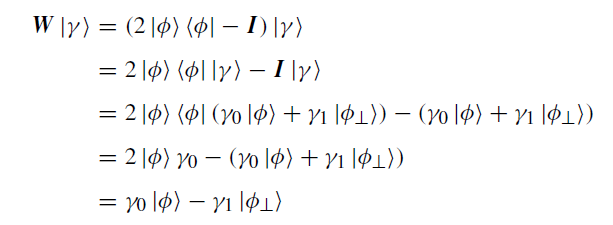 W |γ⟩ = (2 |ϕ⟩ ⟨ϕ| − I) |γ⟩
= 2 |ϕ⟩ ⟨ϕ| |γ⟩ − I |γ⟩
= 2 |ϕ⟩ ⟨ϕ| (γ₀ |ϕ⟩ + γ₁ |ϕ⊥⟩) − (γ₀ |ϕ⟩ + γ₁ |ϕ⊥⟩)
= 2 |ϕ⟩ γ₀ − (γ₀ |ϕ⟩ + γ₁ |ϕ⊥⟩)
= γ₀ |ϕ⟩ − γ₁ |ϕ⊥⟩